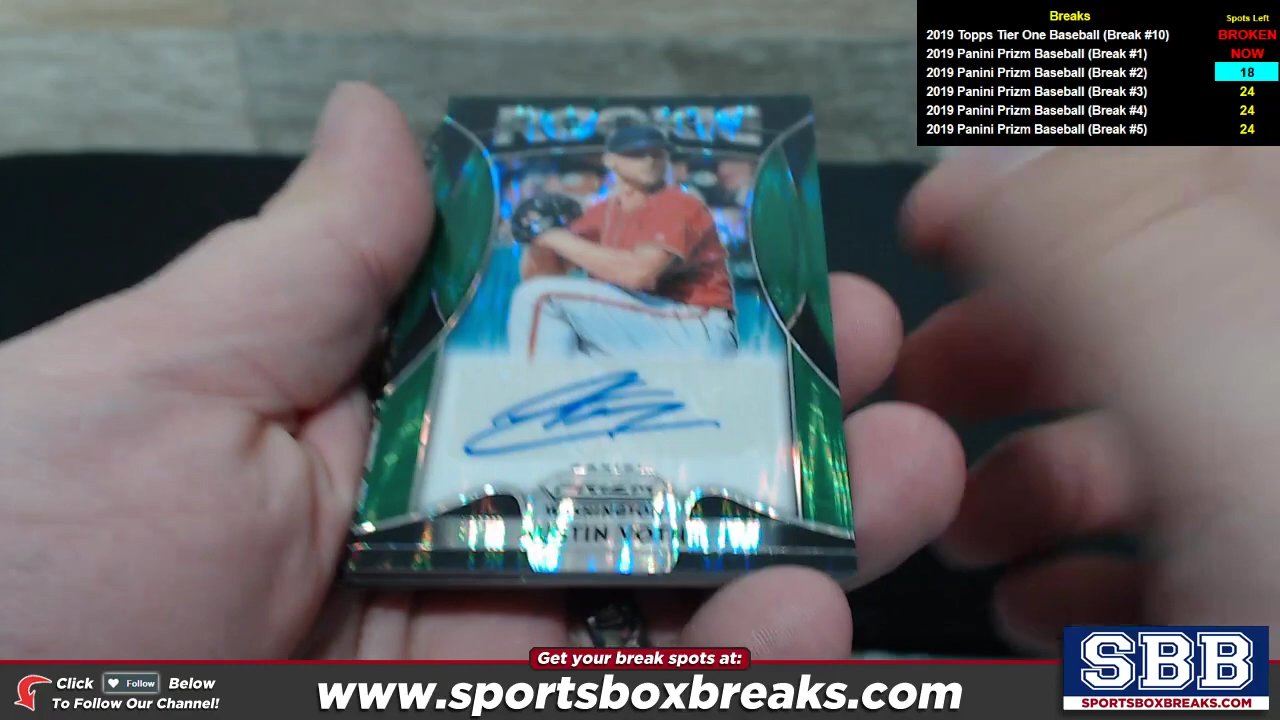 Breaks Spots Left
2019 Topps Tier One Baseball (Break #10) BROKEN
2019 Panini Prizm Baseball (Break #1) NOW
2019 Panini Prizm Baseball (Break #2) 18
2019 Panini Prizm Baseball (Break #3) 24
2019 Panini Prizm Baseball (Break #4) 24
2019 Panini Prizm Baseball (Break #5) 24
ROOKIE
Get your break spots at:
Click Follow Below
To Follow Our Channel!
www.sportsboxbreaks.com
SBB
SPORTSBOXBREAKS.COM